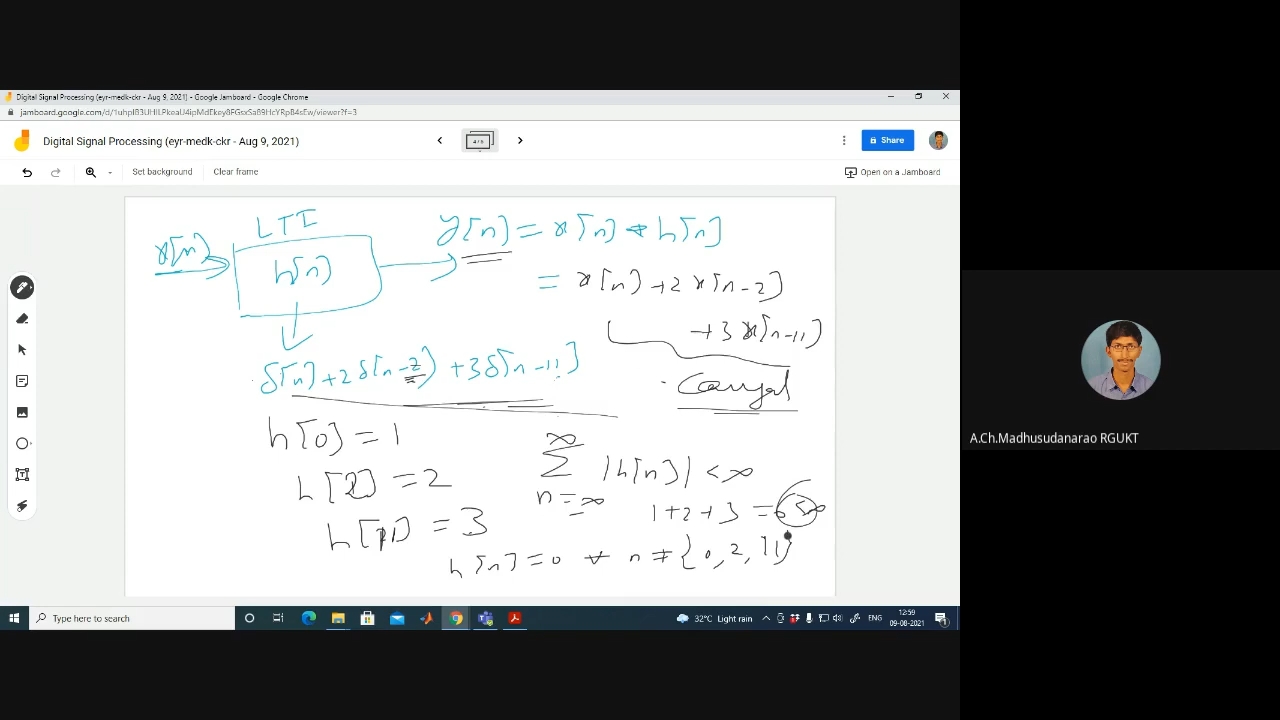 Digital Signal Processing (eyr-medk-ckr - Aug 9, 2021) - Google Jamboard - Google Chrome
Digital Signal Processing (eyr-medk-ckr - Aug 9, 2021)
4 / 6
Share
Set background
Clear frame
Open on a Jamboard
LTI
x[n]
h[n]
y[n] = x[n] * h[n]
= x[n] + 2 x[n-2]
+ 3 x[n-11]
δ[n] + 2 δ[n-2] + 3 δ[n-11]
Causal
h[0] = 1
h[2] = 2
h[11] = 3
∞
Σ |h[n]| < ∞
n = -∞
1 + 2 + 3 = 6 < ∞
h[n] = 0 ∀ n ≠ {0, 2, 11}
A.Ch.Madhusudanarao RGUKT
Type here to search
32°C Light rain
ENG
12:59
09-08-2021